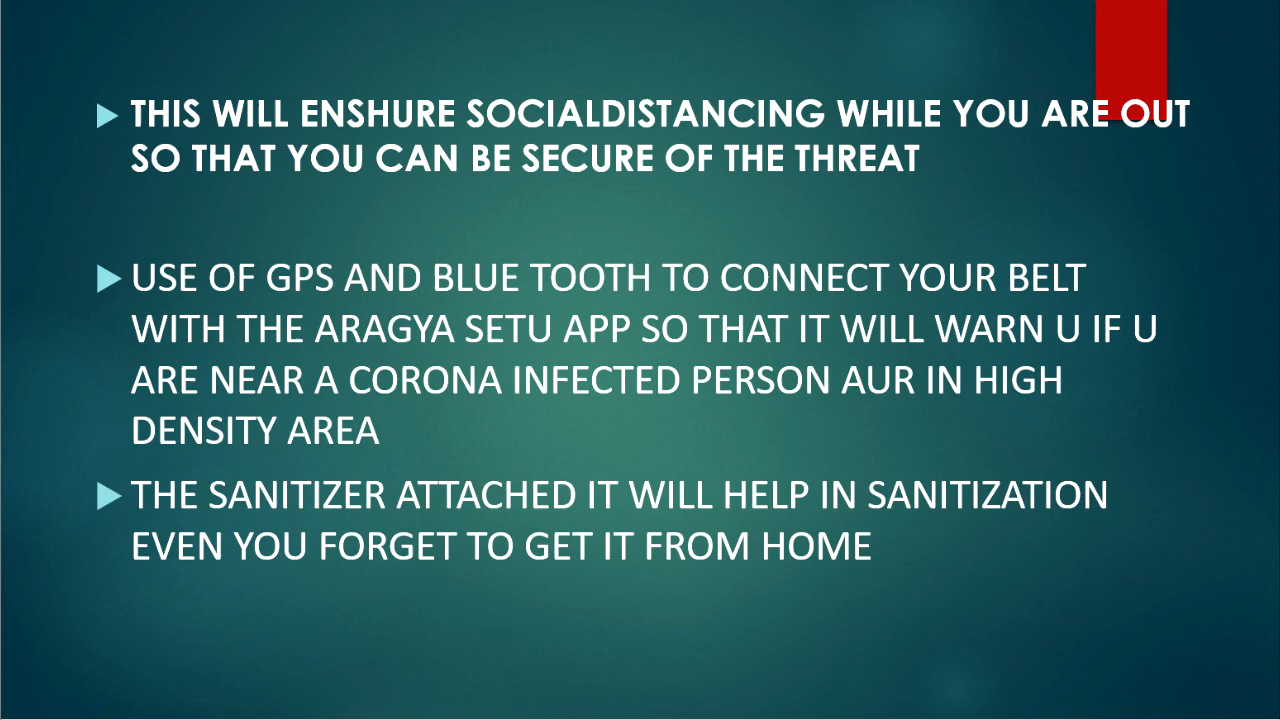 THIS WILL ENSHURE SOCIALDISTANCING WHILE YOU ARE OUT
SO THAT YOU CAN BE SECURE OF THE THREAT
USE OF GPS AND BLUE TOOTH TO CONNECT YOUR BELT
WITH THE ARAGYA SETU APP SO THAT IT WILL WARN U IF U
ARE NEAR A CORONA INFECTED PERSON AUR IN HIGH
DENSITY AREA
THE SANITIZER ATTACHED IT WILL HELP IN SANITIZATION
EVEN YOU FORGET TO GET IT FROM HOME